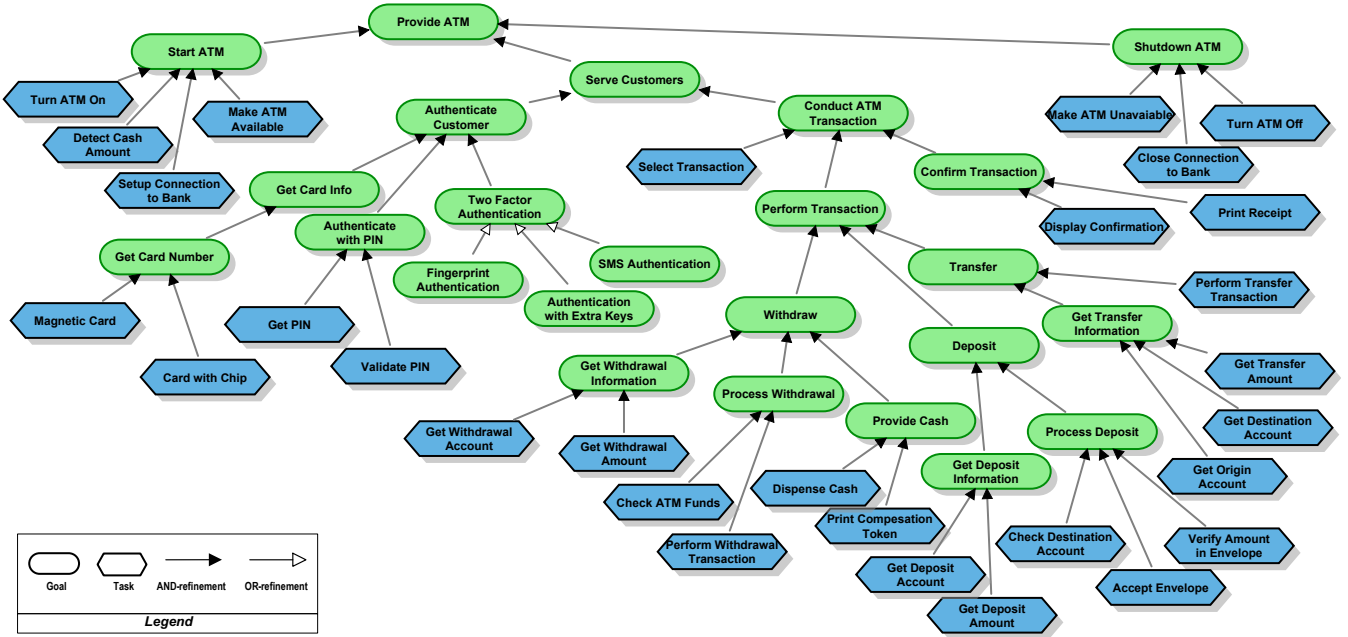 Provide ATM
Start ATM
Shutdown ATM
Serve Customers
Turn ATM On
Make ATM
Available
Detect Cash
Amount
Setup Connection
to Bank
Authenticate
Customer
Conduct ATM
Transaction
Make ATM Unavaiable
Turn ATM Off
Close Connection
to Bank
Select Transaction
Confirm Transaction
Get Card Info
Two Factor
Authentication
Perform Transaction
Print Receipt
Display Confirmation
Authenticate
with PIN
Get Card Number
Fingerprint
Authentication
SMS Authentication
Authentication
with Extra Keys
Transfer
Perform Transfer
Transaction
Magnetic Card
Get PIN
Withdraw
Get Transfer
Information
Card with Chip
Validate PIN
Deposit
Get Withdrawal
Information
Process Withdrawal
Get Transfer
Amount
Get Withdrawal
Account
Get Withdrawal
Amount
Provide Cash
Process Deposit
Get Destination
Account
Get Deposit
Information
Get Origin
Account
Check ATM Funds
Dispense Cash
Print Compesation
Token
Perform Withdrawal
Transaction
Check Destination
Account
Verify Amount
in Envelope
Get Deposit
Account
Accept Envelope
Get Deposit
Amount
Goal
Task
AND-refinement
OR-refinement
Legend